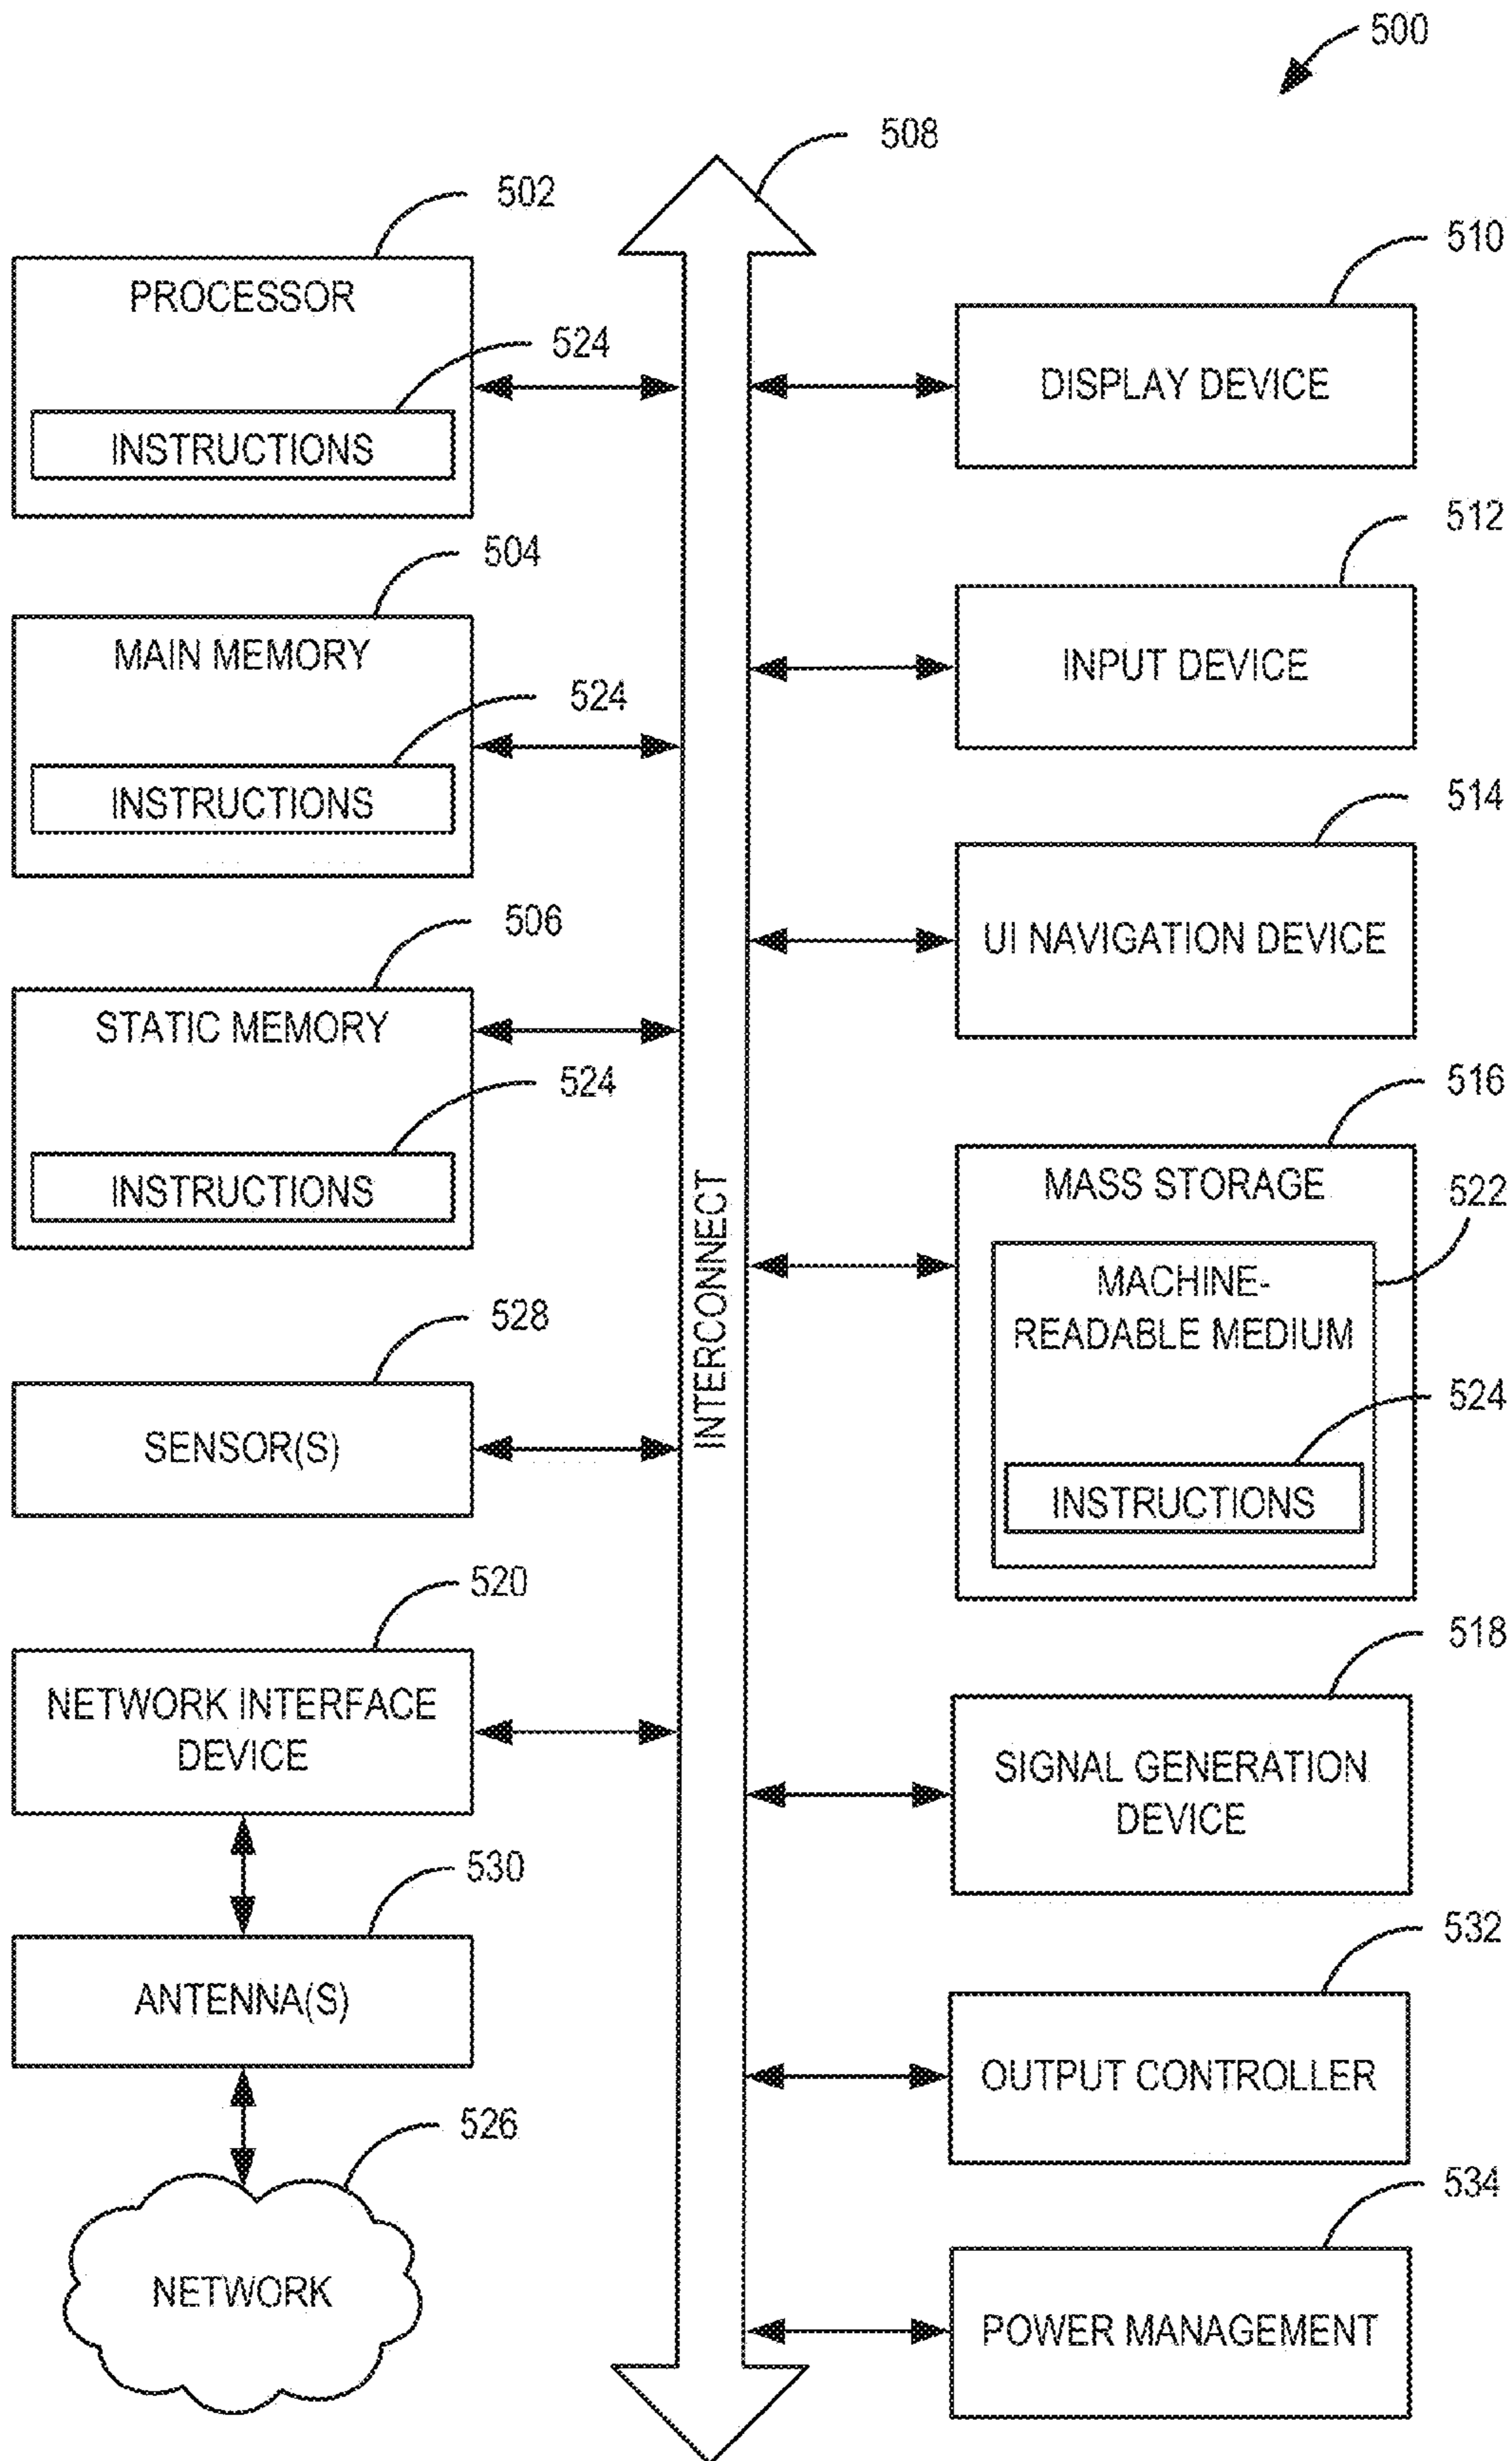 500
508
502
PROCESSOR
524
INSTRUCTIONS
504
MAIN MEMORY
524
INSTRUCTIONS
506
STATIC MEMORY
524
INSTRUCTIONS
528
SENSOR(S)
520
NETWORK INTERFACE
DEVICE
530
ANTENNA(S)
526
NETWORK
INTERCONNECT
510
DISPLAY DEVICE
512
INPUT DEVICE
514
UI NAVIGATION DEVICE
516
MASS STORAGE
522
MACHINE-
READABLE MEDIUM
524
INSTRUCTIONS
518
SIGNAL GENERATION
DEVICE
532
OUTPUT CONTROLLER
534
POWER MANAGEMENT